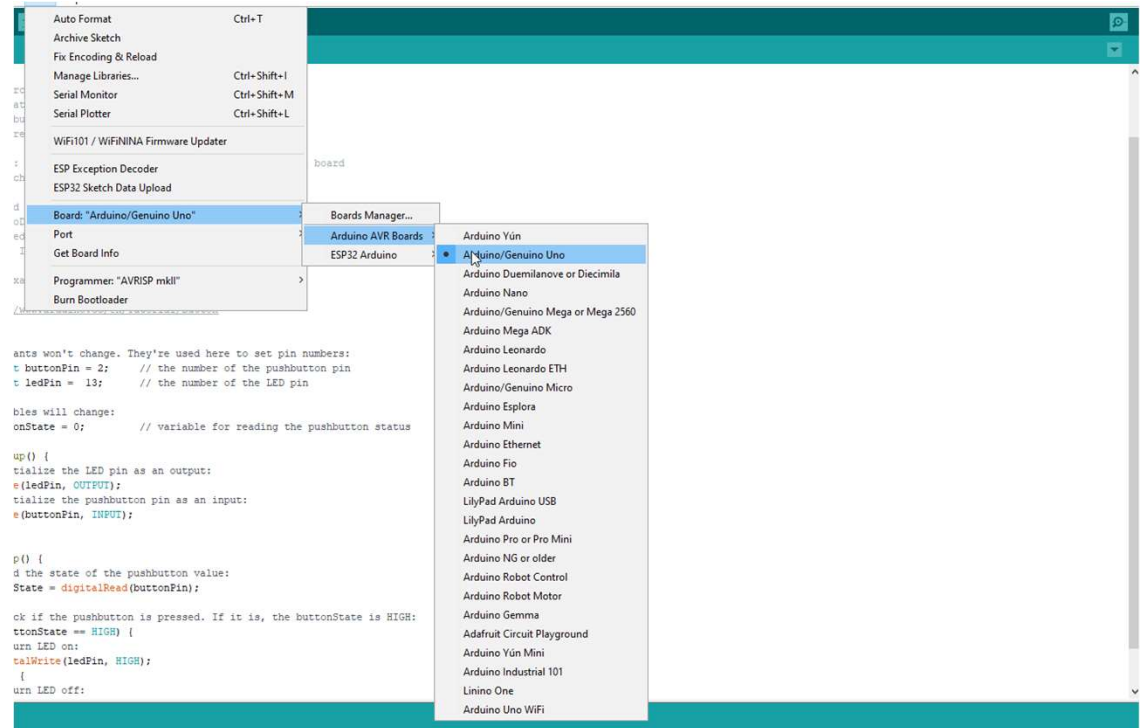 Auto Format Ctrl+T
Archive Sketch
Fix Encoding & Reload
Manage Libraries... Ctrl+Shift+I
Serial Monitor Ctrl+Shift+M
Serial Plotter Ctrl+Shift+L
WiFi101 / WiFiNINA Firmware Updater
ESP Exception Decoder
ESP32 Sketch Data Upload
Board: "Arduino/Genuino Uno"
Port
Get Board Info
Programmer: "AVRISP mkII"
Burn Bootloader
Boards Manager...
Arduino AVR Boards
ESP32 Arduino
Arduino Yún
Arduino/Genuino Uno
Arduino Duemilanove or Diecimila
Arduino Nano
Arduino/Genuino Mega or Mega 2560
Arduino Mega ADK
Arduino Leonardo
Arduino Leonardo ETH
Arduino/Genuino Micro
Arduino Esplora
Arduino Mini
Arduino Ethernet
Arduino Fio
Arduino BT
LilyPad Arduino USB
LilyPad Arduino
Arduino Pro or Pro Mini
Arduino NG or older
Arduino Robot Control
Arduino Robot Motor
Arduino Gemma
Adafruit Circuit Playground
Arduino Yún Mini
Arduino Industrial 101
Linino One
Arduino Uno WiFi
board
ants won't change. They're used here to set pin numbers:
t buttonPin = 2; // the number of the pushbutton pin
t ledPin = 13; // the number of the LED pin
bles will change:
onState = 0; // variable for reading the pushbutton status
up() {
tialize the LED pin as an output:
e(ledPin, OUTPUT);
tialize the pushbutton pin as an input:
e(buttonPin, INPUT);
p() {
d the state of the pushbutton value:
State = digitalRead(buttonPin);
ck if the pushbutton is pressed. If it is, the buttonState is HIGH:
ttonState == HIGH) {
urn LED on:
talWrite(ledPin, HIGH);
{
urn LED off: